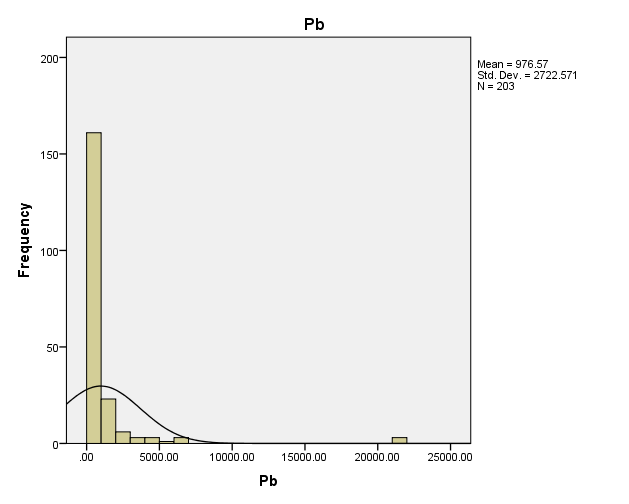 Pb
Mean = 976.57
Std. Dev. = 2722.571
N = 203
200
150
100
50
0
Frequency
.00 5000.00 10000.00 15000.00 20000.00 25000.00
Pb